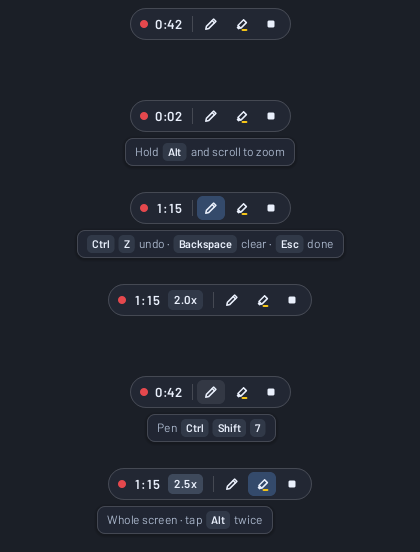 0:42
0:02
Hold Alt and scroll to zoom
1:15
Ctrl Z undo · Backspace clear · Esc done
1:15 2.0x
0:42
Pen Ctrl Shift 7
1:15 2.5x
Whole screen · tap Alt twice